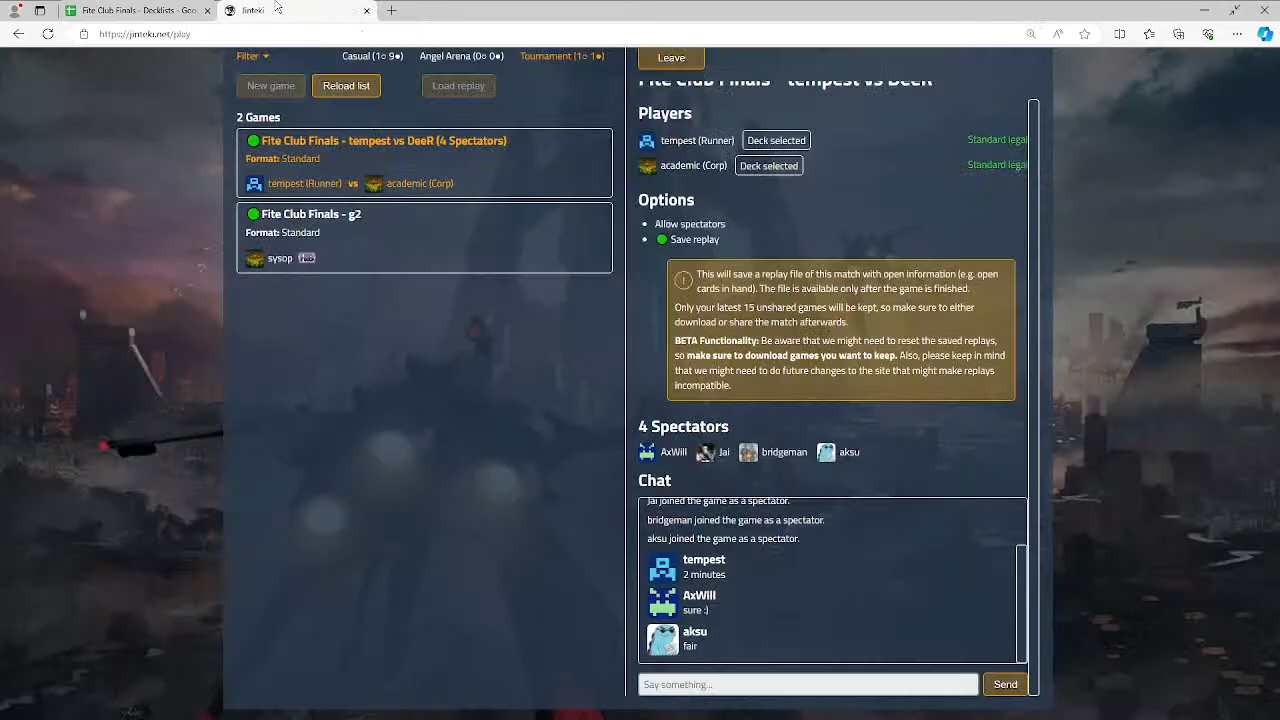 Fite Club Finals - Decklists - Goo
Jinteki
https://jinteki.net/play
Filter
Casual (1○ 9●)
Angel Arena (0○ 0●)
Tournament (1○ 1●)
New game
Reload list
Load replay
2 Games
Fite Club Finals - tempest vs DeeR (4 Spectators)
Format: Standard
tempest (Runner) vs academic (Corp)
Fite Club Finals - g2
Format: Standard
sysop
Leave
Fite Club Finals - tempest vs DeeR
Players
tempest (Runner) Deck selected Standard legal
academic (Corp) Deck selected Standard legal
Options
Allow spectators
Save replay
This will save a replay file of this match with open information (e.g. open
cards in hand). The file is available only after the game is finished.
Only your latest 15 unshared games will be kept, so make sure to either
download or share the match afterwards.
BETA Functionality: Be aware that we might need to reset the saved replays,
so make sure to download games you want to keep. Also, please keep in mind
that we might need to do future changes to the site that might make replays
incompatible.
4 Spectators
AxWill Jai bridgeman aksu
Chat
Jai joined the game as a spectator.
bridgeman joined the game as a spectator.
aksu joined the game as a spectator.
tempest
2 minutes
AxWill
sure :)
aksu
fair
Say something...
Send